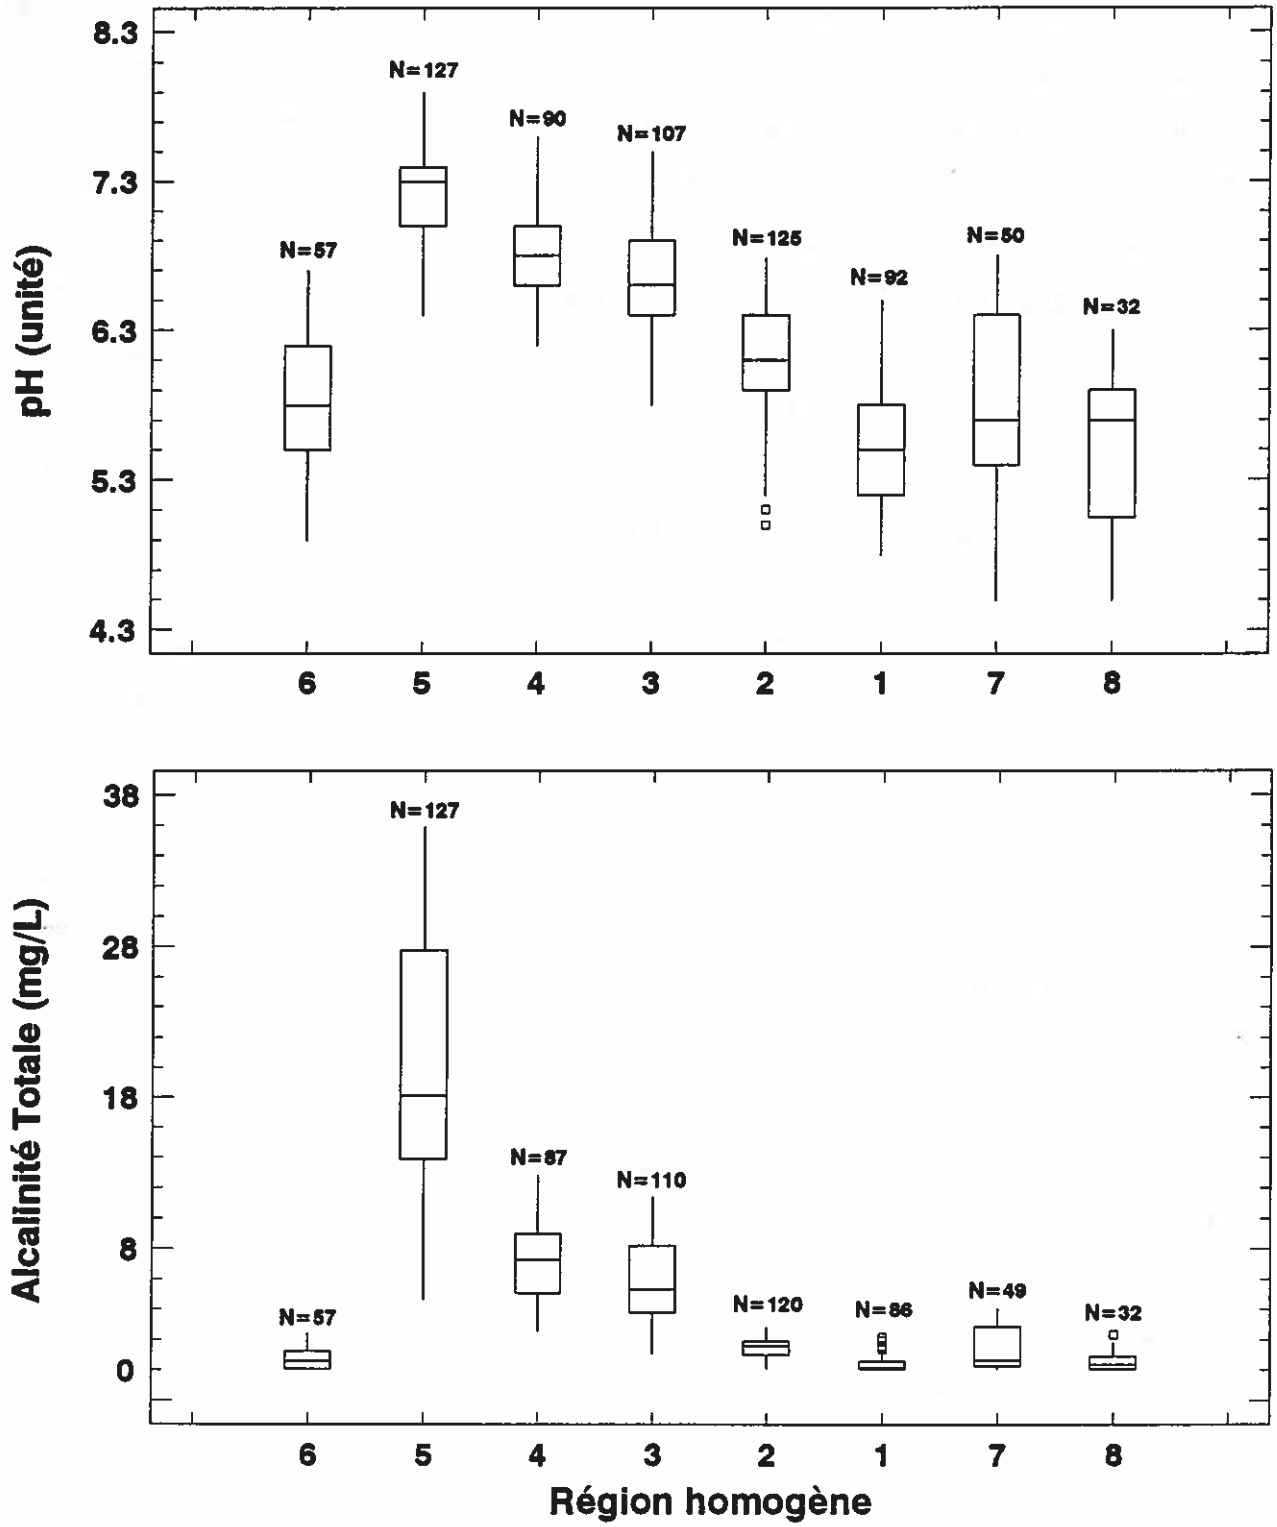 8.3
N=127
N=90
N=107
7.3
N=57
N=125
N=50
N=92
N=32
6.3
5.3
4.3
pH (unité)
6 5 4 3 2 1 7 8
38
N=127
28
18
N=87
N=110
8
N=57
N=120
N=86
N=49
N=32
0
Alcalinité Totale (mg/L)
6 5 4 3 2 1 7 8
Région homogène